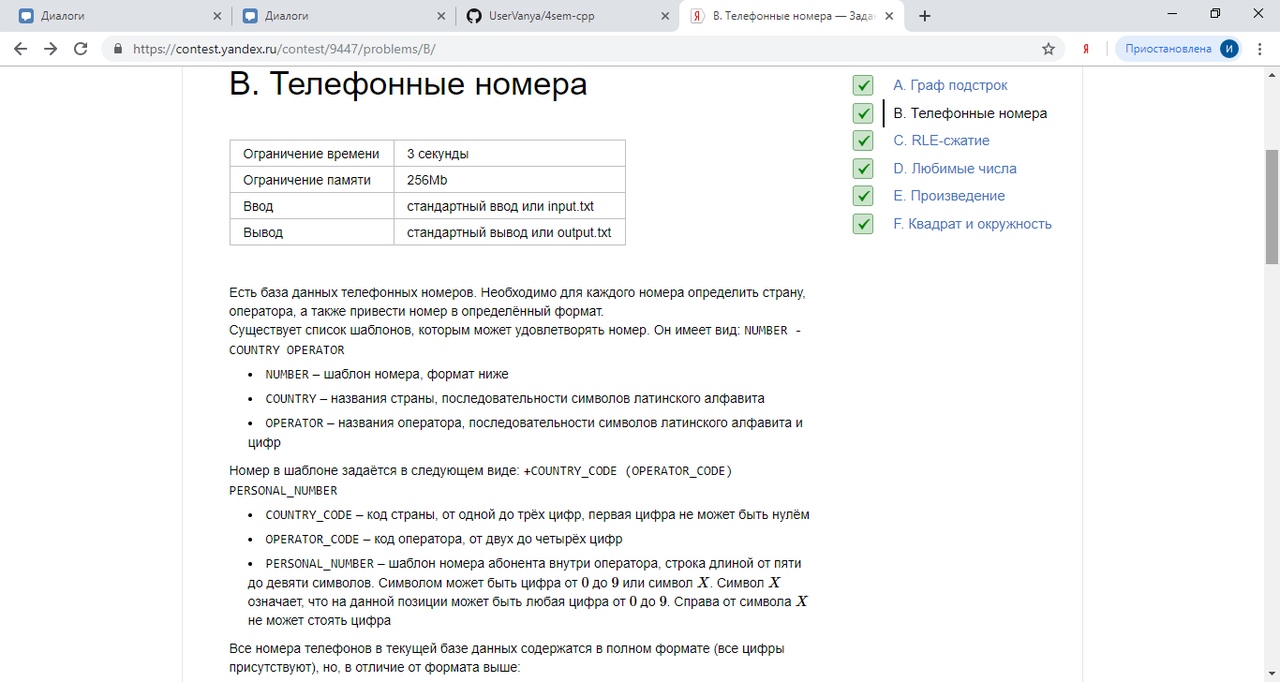 Диалоги
Диалоги
UserVanya/4sem-cpp
B. Телефонные номера — Зада
https://contest.yandex.ru/contest/9447/problems/B/
Я
Приостановлена
И
B. Телефонные номера
Ограничение времени 3 секунды
Ограничение памяти 256Mb
Ввод стандартный ввод или input.txt
Вывод стандартный вывод или output.txt
Есть база данных телефонных номеров. Необходимо для каждого номера определить страну,
оператора, а также привести номер в определённый формат.
Существует список шаблонов, которым может удовлетворять номер. Он имеет вид: NUMBER -
COUNTRY OPERATOR
• NUMBER – шаблон номера, формат ниже
• COUNTRY – названия страны, последовательности символов латинского алфавита
• OPERATOR – названия оператора, последовательности символов латинского алфавита и
цифр
Номер в шаблоне задаётся в следующем виде: +COUNTRY_CODE (OPERATOR_CODE)
PERSONAL_NUMBER
• COUNTRY_CODE – код страны, от одной до трёх цифр, первая цифра не может быть нулём
• OPERATOR_CODE – код оператора, от двух до четырёх цифр
• PERSONAL_NUMBER – шаблон номера абонента внутри оператора, строка длиной от пяти
до девяти символов. Символом может быть цифра от 0 до 9 или символ X. Символ X
означает, что на данной позиции может быть любая цифра от 0 до 9. Справа от символа X
не может стоять цифра
Все номера телефонов в текущей базе данных содержатся в полном формате (все цифры
присутствуют), но, в отличие от формата выше:
A. Граф подстрок
B. Телефонные номера
C. RLE-сжатие
D. Любимые числа
E. Произведение
F. Квадрат и окружность